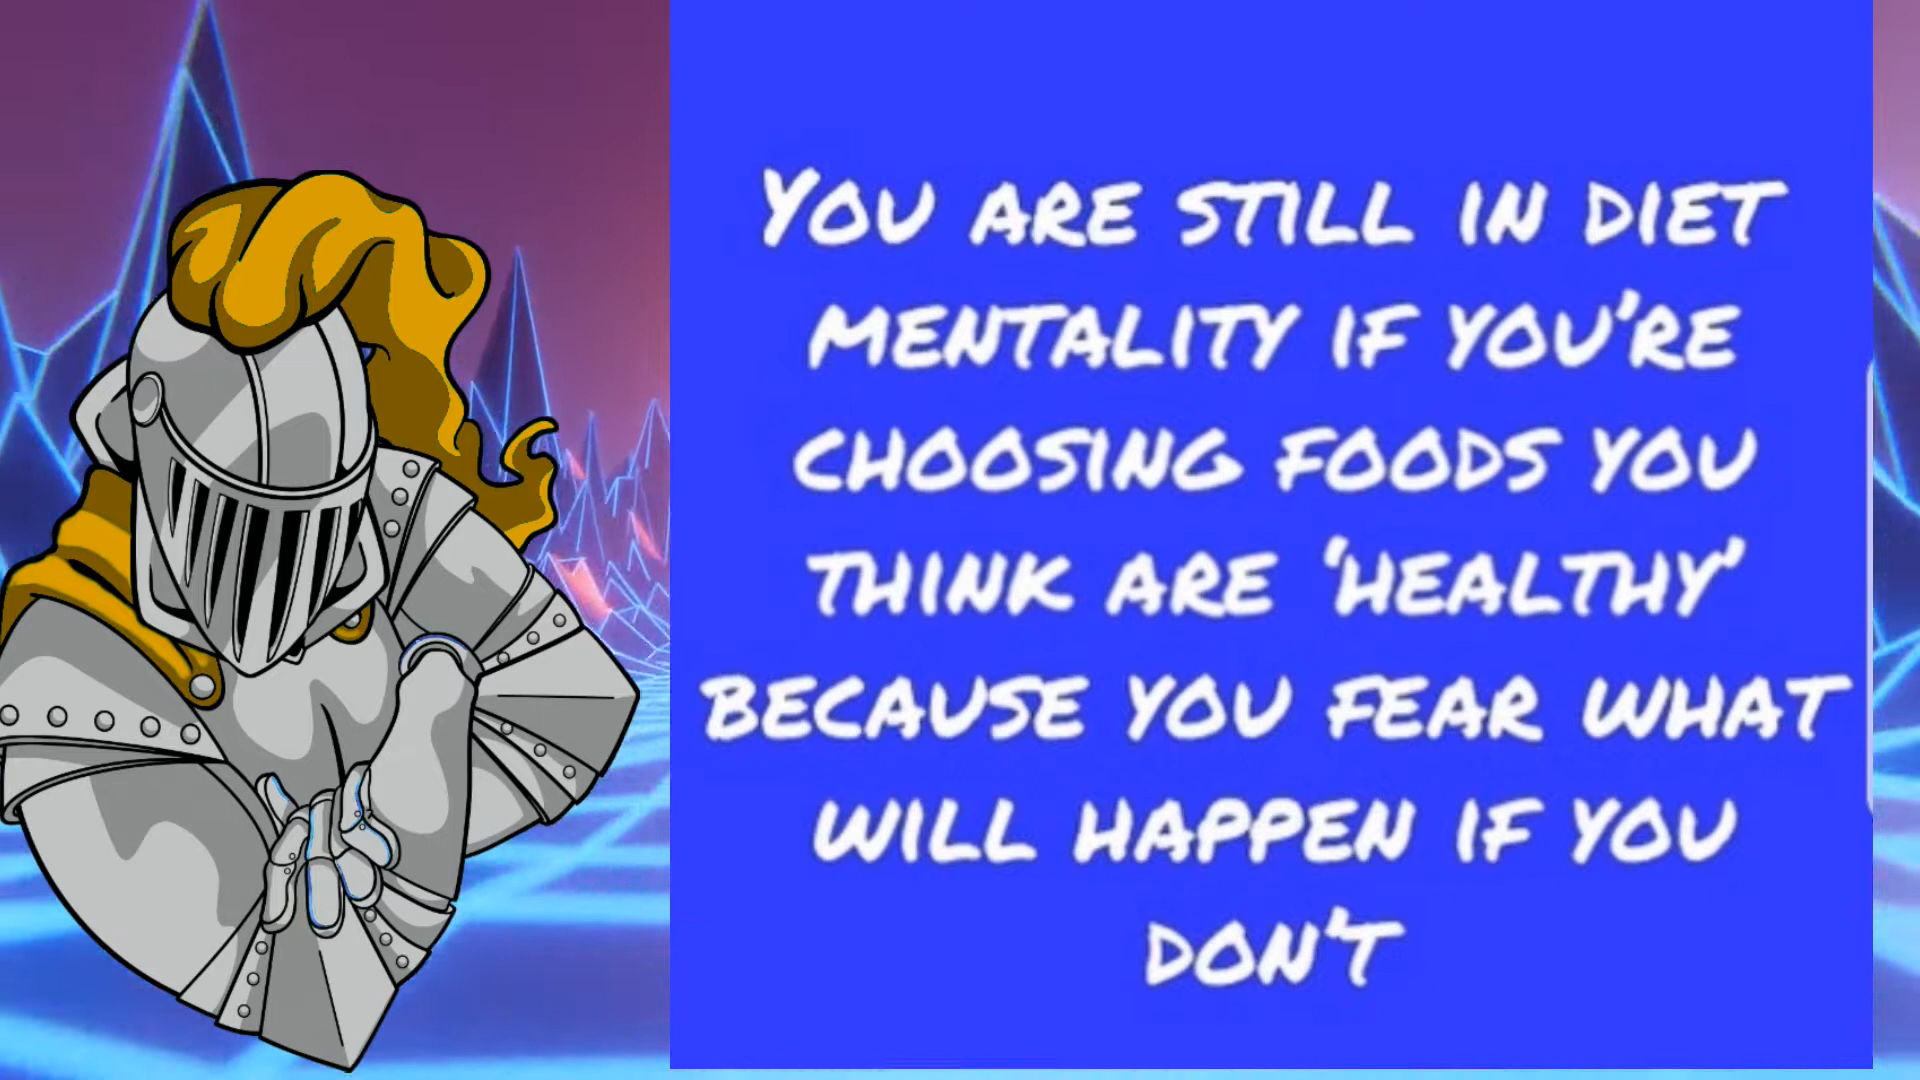 YOU ARE STILL IN DIET
MENTALITY IF YOU'RE
CHOOSING FOODS YOU
THINK ARE 'HEALTHY'
BECAUSE YOU FEAR WHAT
WILL HAPPEN IF YOU
DON'T